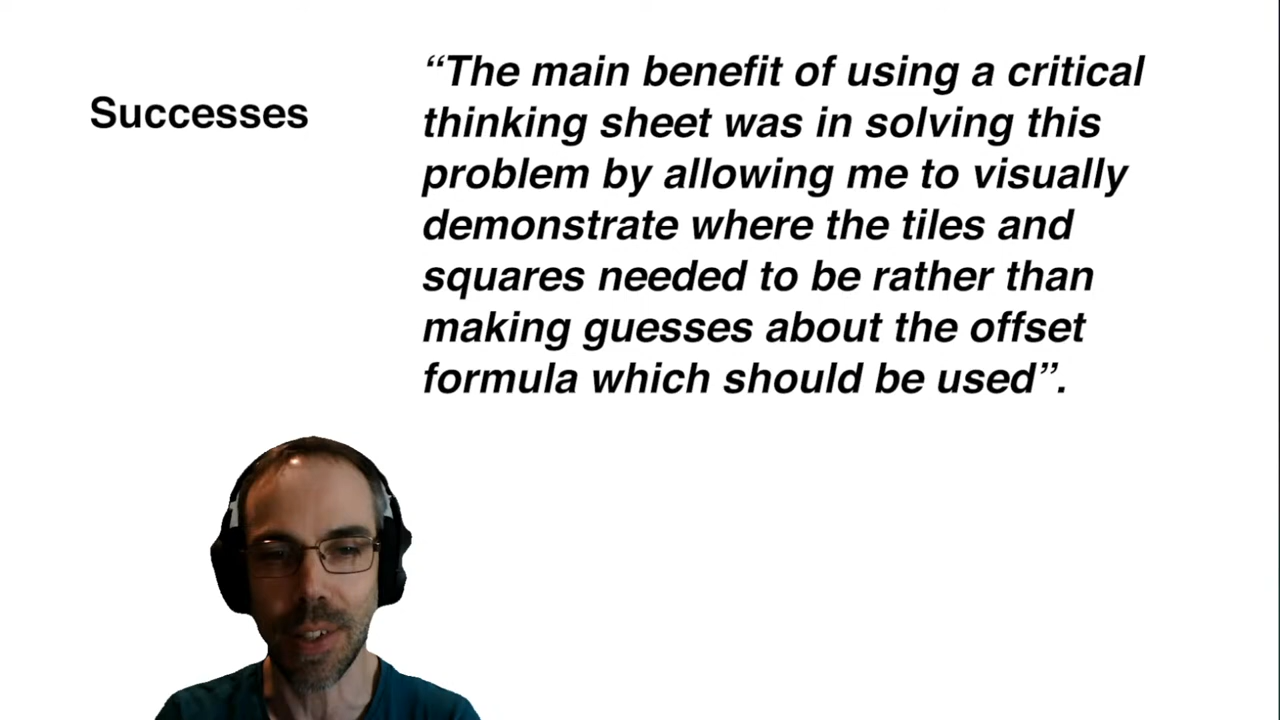 Successes
“The main benefit of using a critical
thinking sheet was in solving this
problem by allowing me to visually
demonstrate where the tiles and
squares needed to be rather than
making guesses about the offset
formula which should be used”.